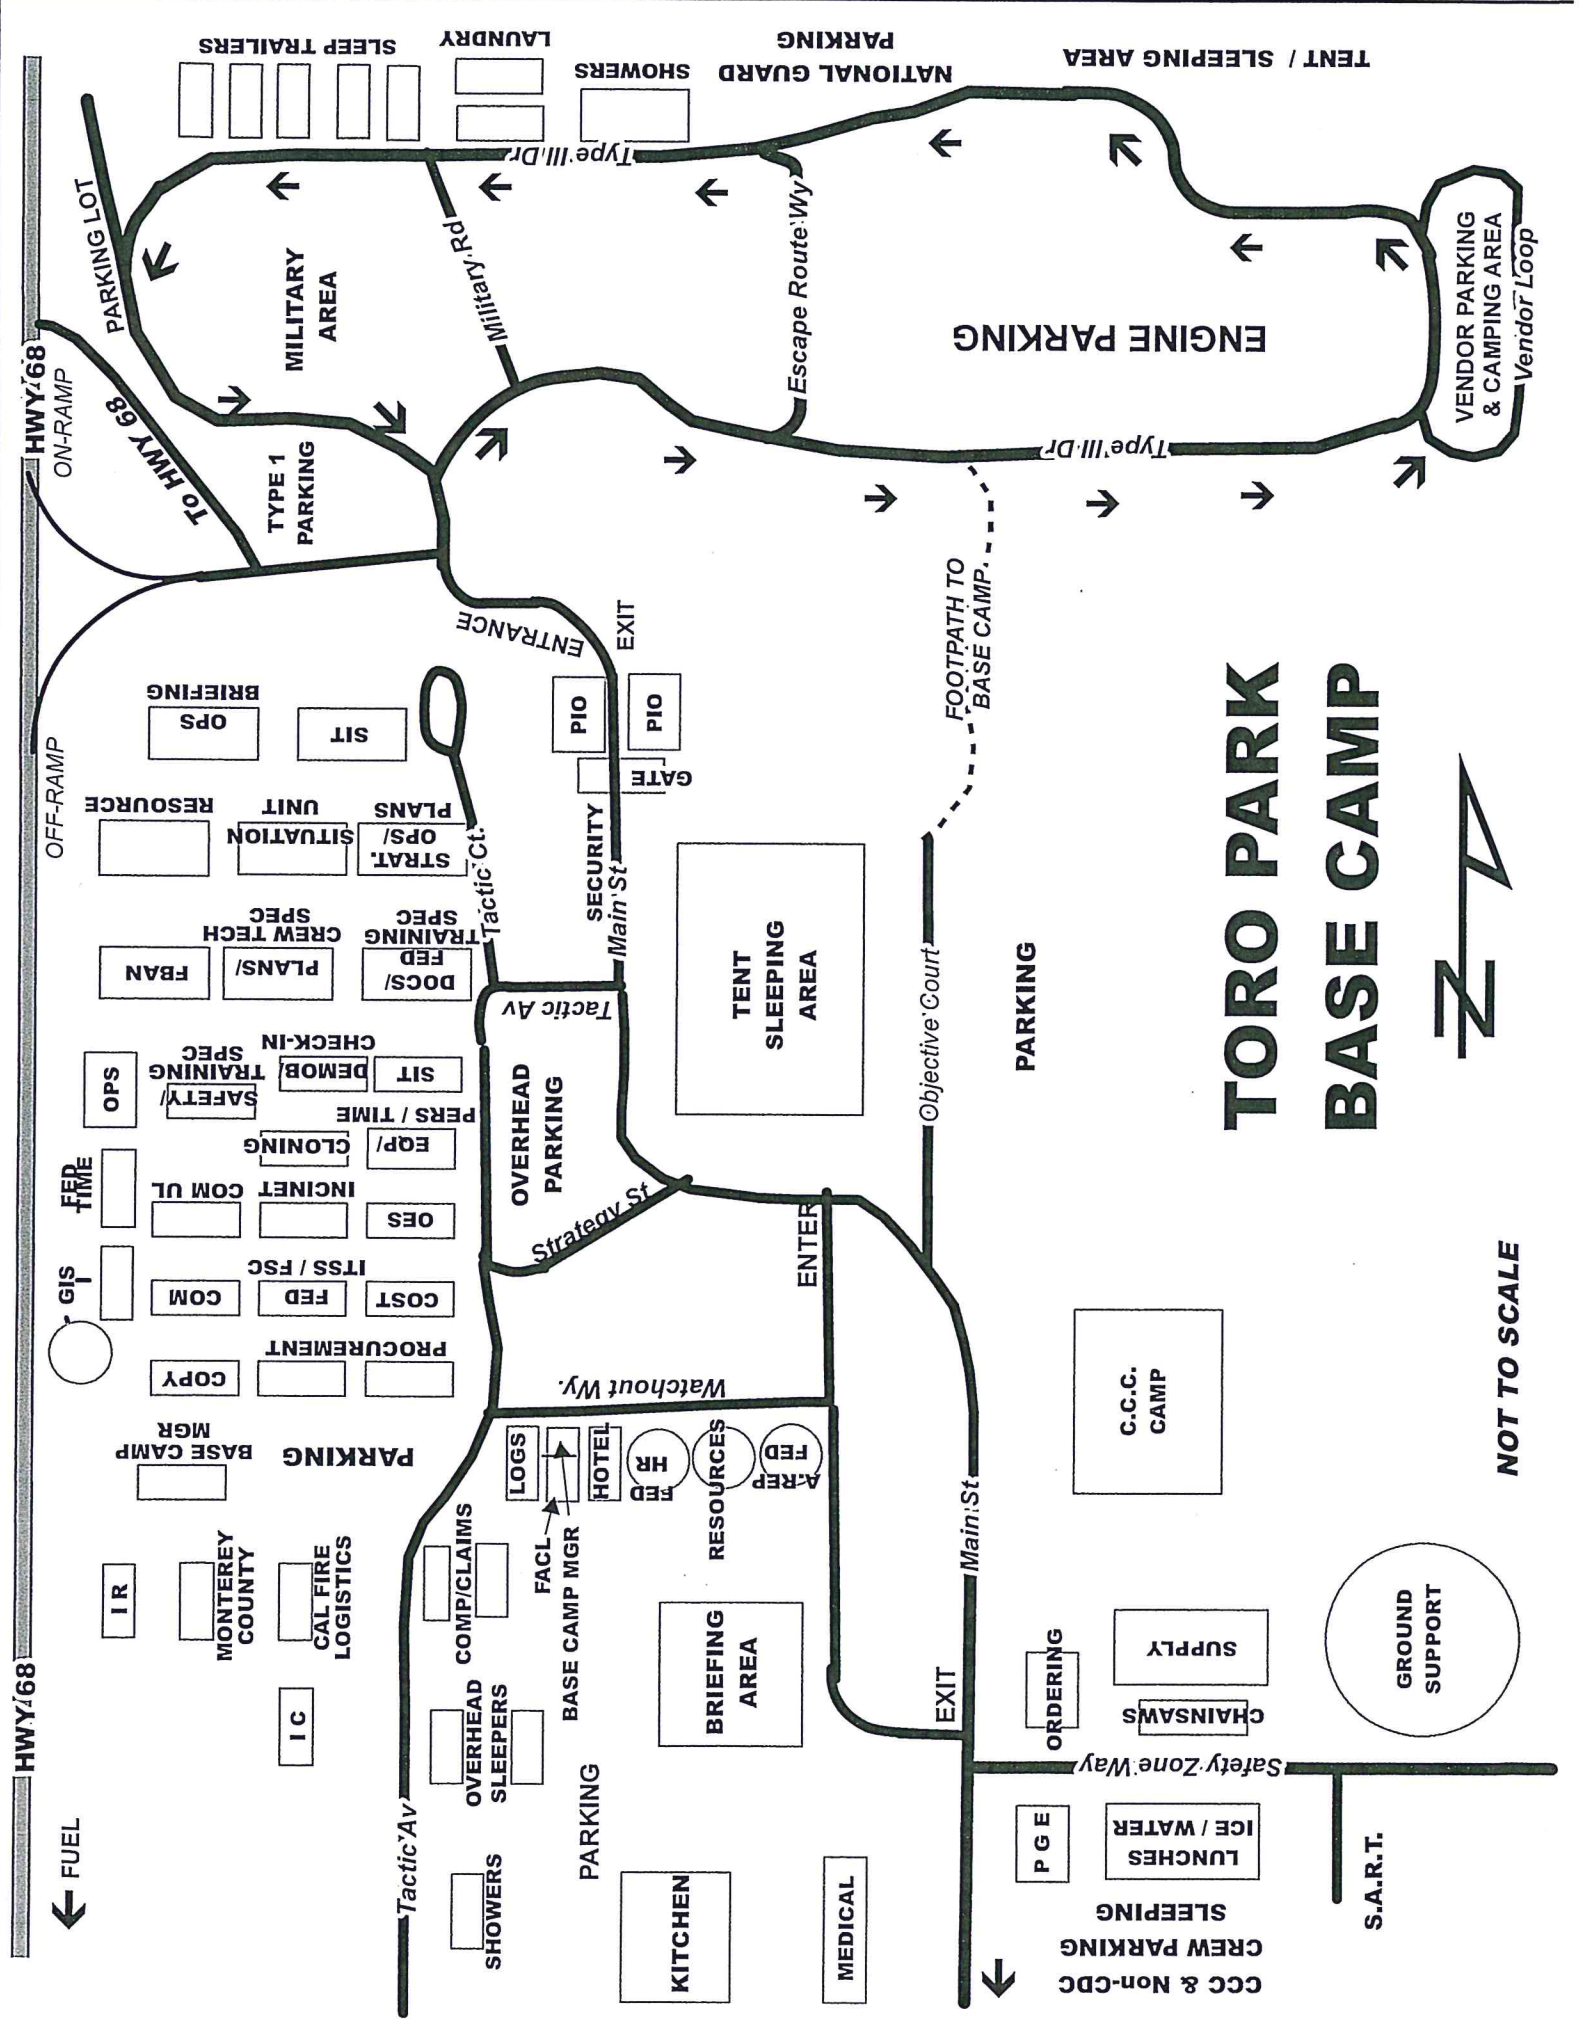 SLEEP TRAILERS
LAUNDRY
SHOWERS
NATIONAL GUARD
PARKING
TENT / SLEEPING AREA
HWY 68
ON-RAMP
To HWY 68
PARKING LOT
MILITARY
AREA
Military Rd
Type III Dr
Escape Route Wy
ENGINE PARKING
VENDOR PARKING
& CAMPING AREA
Vendor Loop
TYPE 1
PARKING
Type III Dr
FOOTPATH TO
BASE CAMP
ENTRANCE
EXIT
OFF-RAMP
OPS
BRIEFING
SIT
PIO
PIO
GATE
SECURITY
Main St
RESOURCE
SITUATION
UNIT
STRAT.
OPS/
PLANS
Tactic Ct.
FBAN
PLANS/
CREW TECH
SPEC
DOCS/
FED
TRAINING
SPEC
Tactic Av
TENT
SLEEPING
AREA
Objective Court
PARKING
TORO PARK
BASE CAMP
N
OPS
SAFETY/
TRAINING
SPEC
DEMOB/
CHECK-IN
SIT
OVERHEAD
PARKING
FED
TIME
CLONING
EQP/
PERS / TIME
COM UL
INCINET
OES
Strategy St
ENTER
GIS
I
COM
FED
ITSS / FSC
COST
COPY
PROCUREMENT
Watchout Wy.
BASE CAMP
MGR
PARKING
LOGS
HOTEL
FED
HR
RESOURCES
FED
A-REP
FACL
BASE CAMP MGR
C.C.C.
CAMP
NOT TO SCALE
Main St
I R
MONTEREY
COUNTY
CAL FIRE
LOGISTICS
COMP/CLAIMS
BRIEFING
AREA
HWY 68
I C
OVERHEAD
SLEEPERS
PARKING
EXIT
ORDERING
SUPPLY
CHAINSAWS
GROUND
SUPPORT
Safety Zone Way
FUEL
Tactic Av
SHOWERS
KITCHEN
MEDICAL
P G E
LUNCHES
ICE / WATER
S.A.R.T.
CCC & Non-CDC
CREW PARKING
SLEEPING